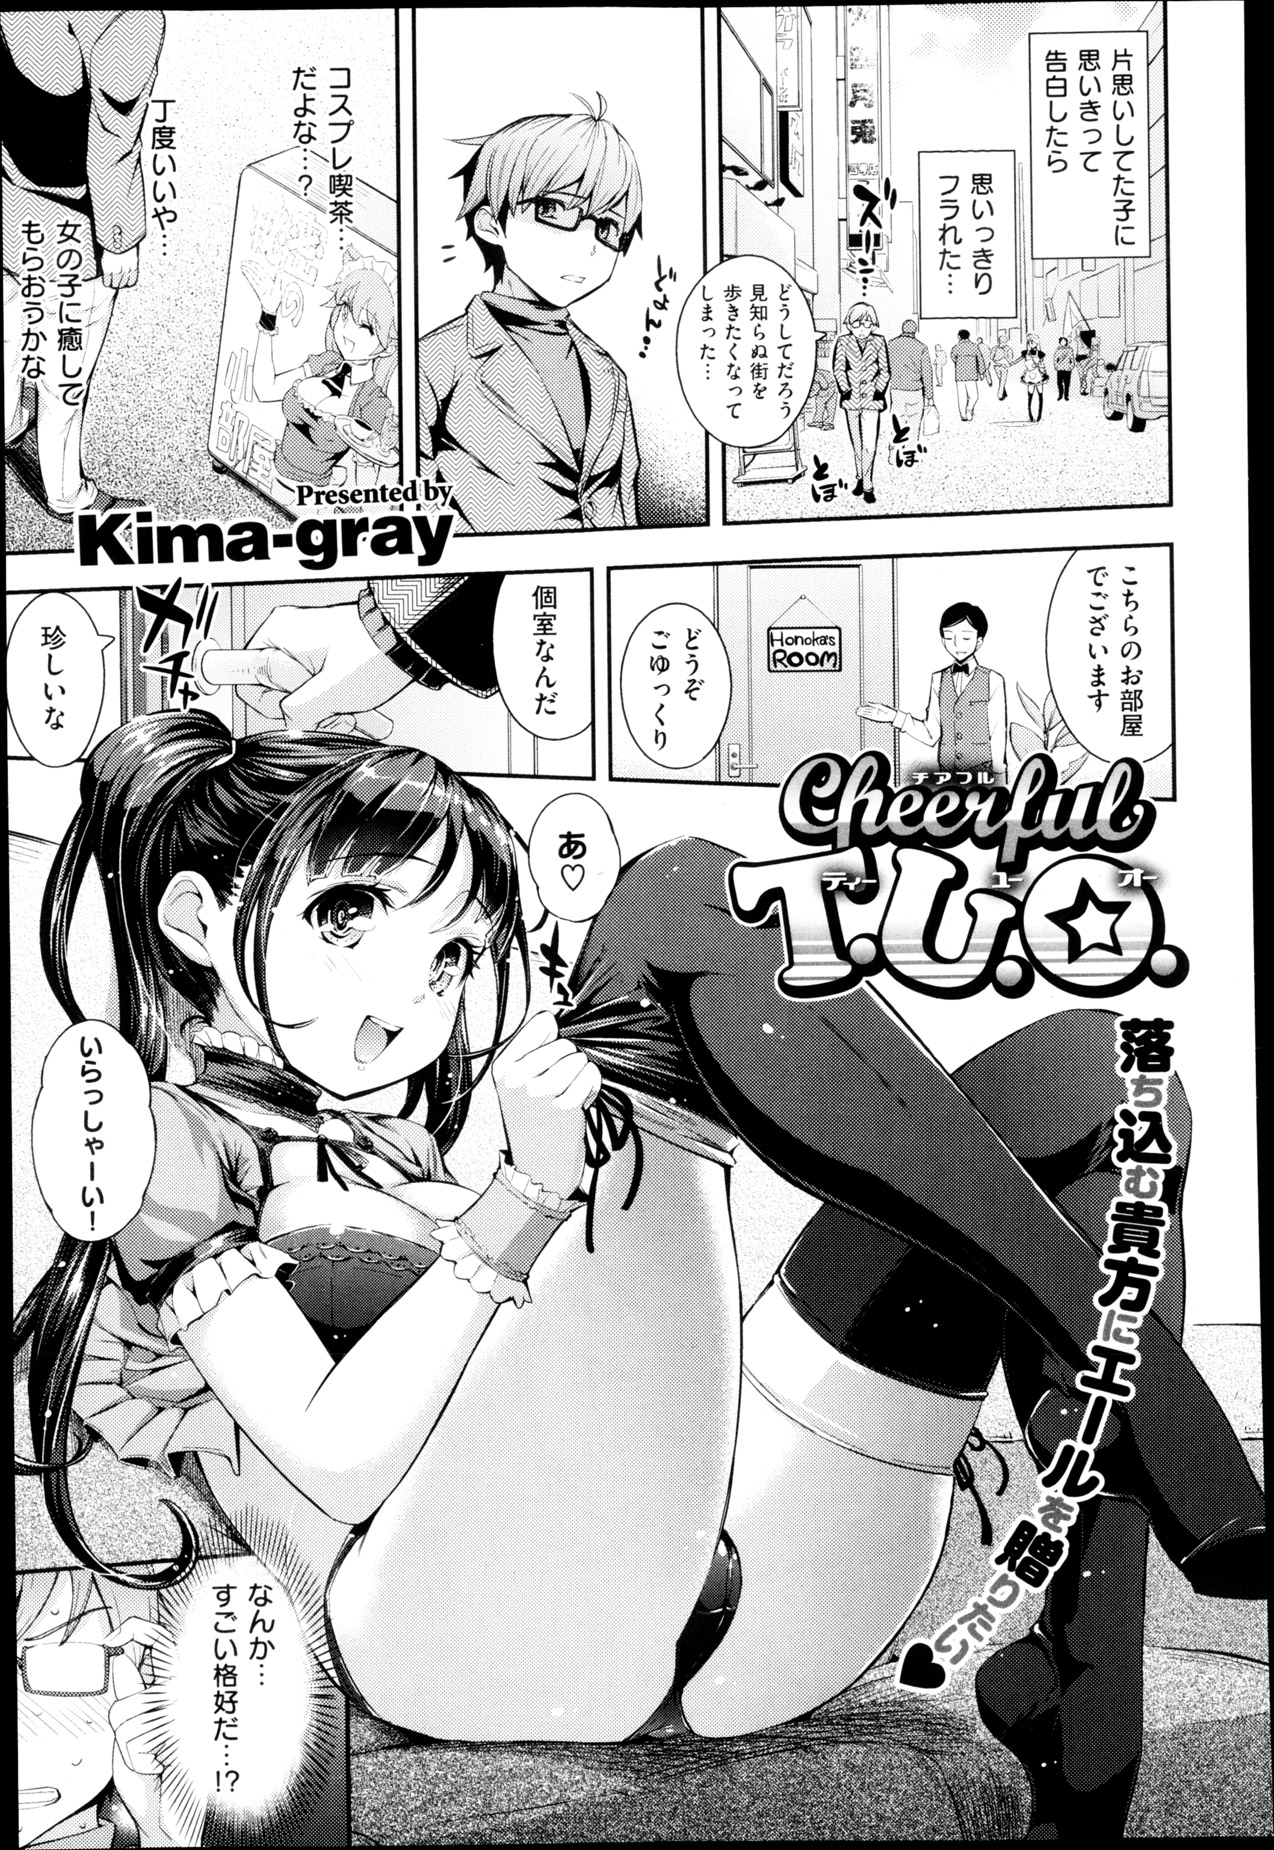 片思いしてた子に
思いきって
告白したら
思いっきり
フラれた…
ズリ…
どうしてだろう
見知らぬ街を
歩きたくなって
しまった…
とぼ
とぼ
どよん…
コスプレ喫茶…
だよな…?
丁度いいや…
女の子に癒して
もらおうかな
小部屋
Presented by
Kima-gray
こちらのお部屋
でございます
Honoka's
ROOM
どうぞ
ごゆっくり
個室なんだ
ガチャ
珍しいな
Cheerful
チアフル
T.U.O.
ティー ユー オー
あ♡
キュ
いらっしゃーい!
落ち込む貴方にエールを贈りたい♥
なんか…
すごい格好だ…!?